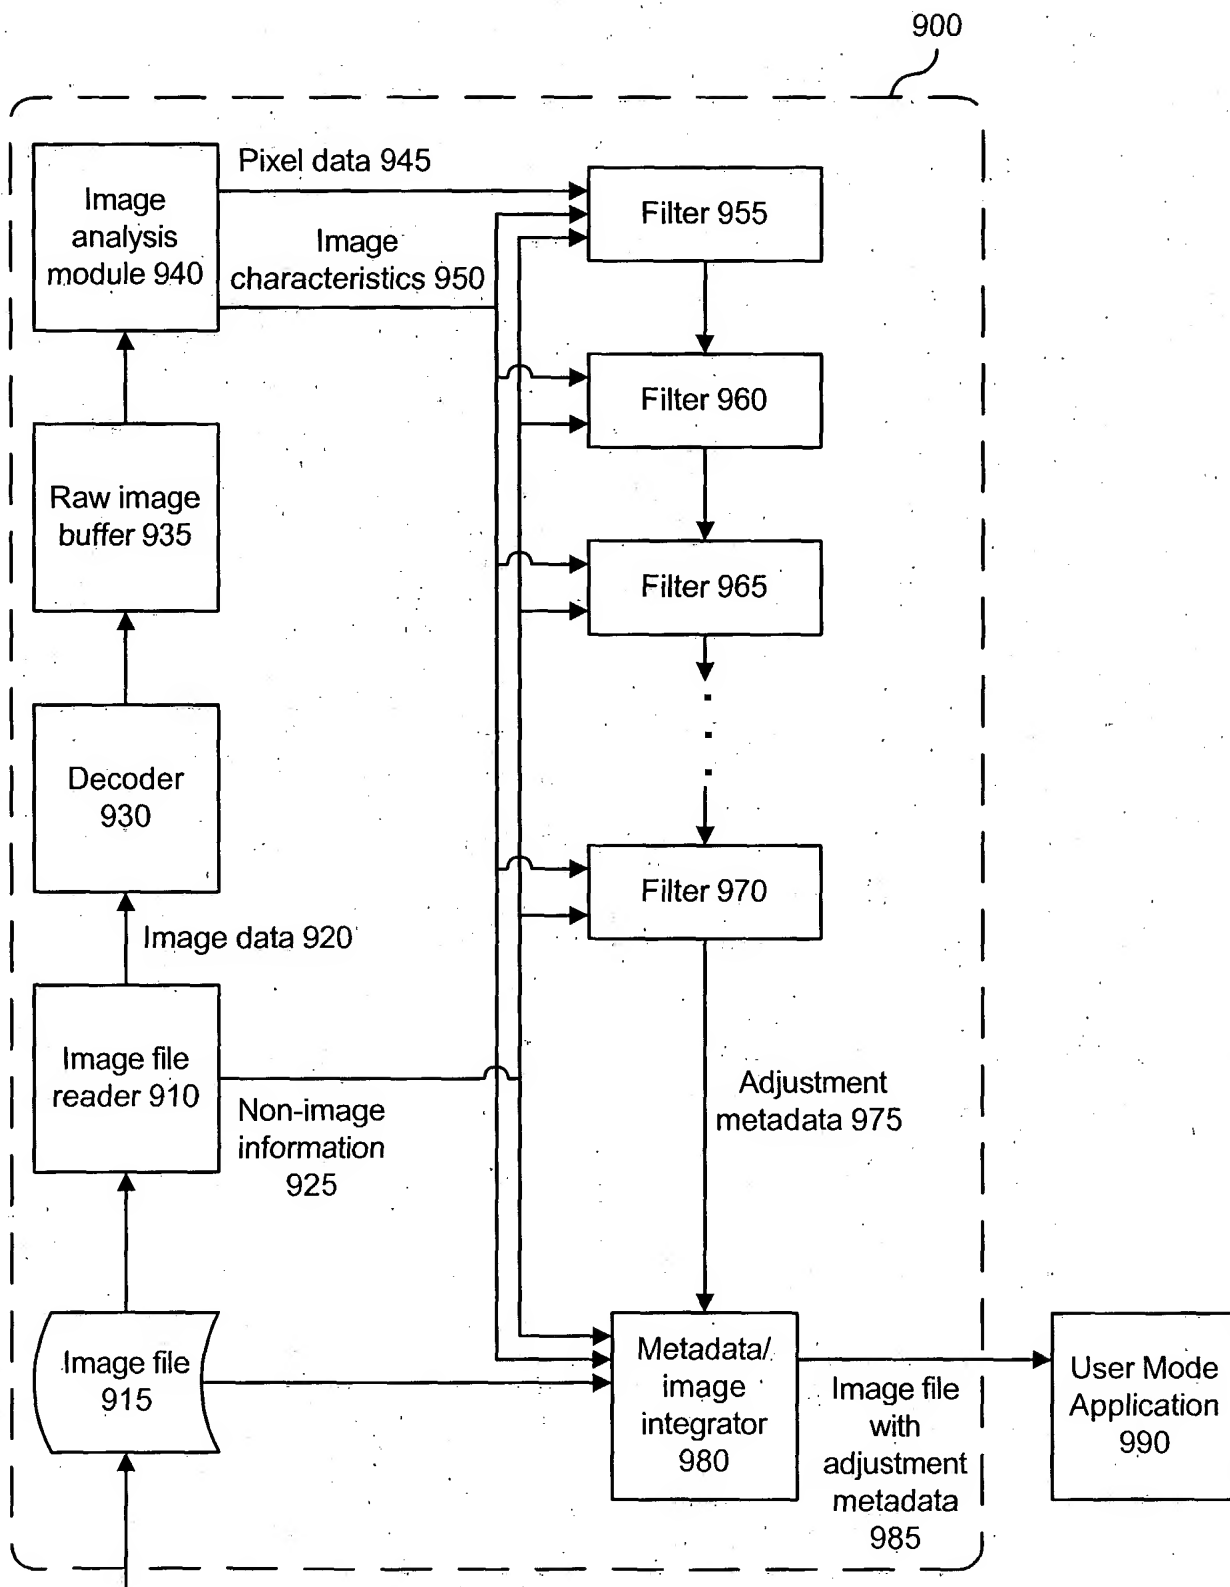 900
Pixel data 945
Image
analysis
module 940
Filter 955
Image
characteristics 950
Filter 960
Raw image
buffer 935
Filter 965
Decoder
930
Filter 970
Image data 920
Image file
reader 910
Non-image
information
925
Adjustment
metadata 975
Image file
915
Metadata/
image
integrator
980
Image file
with
adjustment
metadata
985
User Mode
Application
990